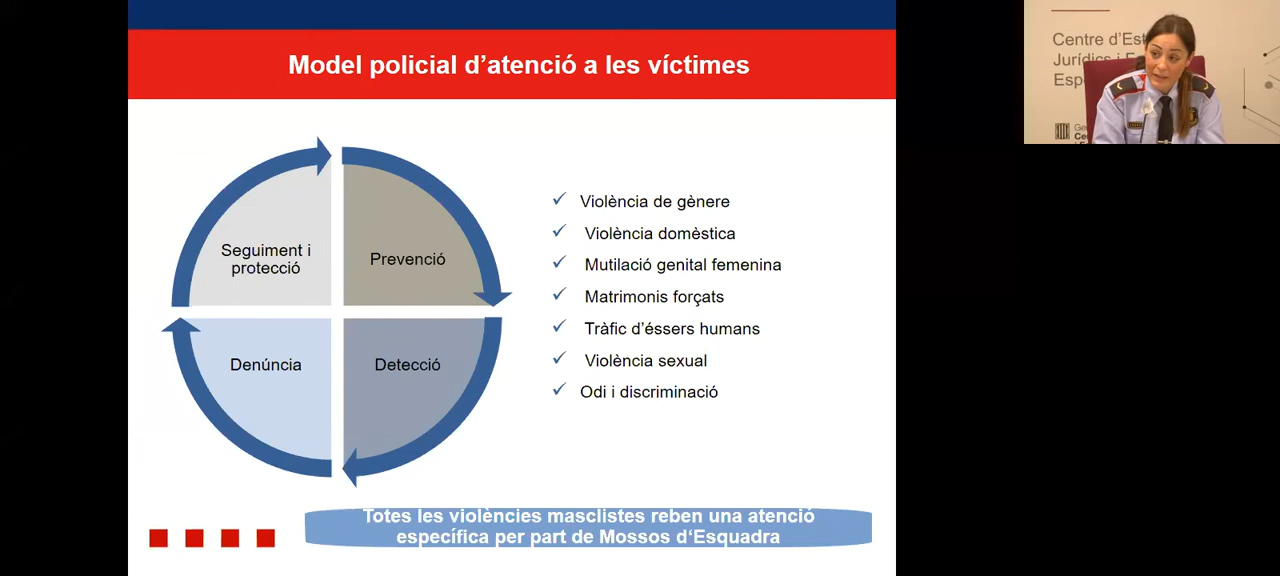 Model policial d'atenció a les víctimes
Seguiment i
protecció
Prevenció
Denúncia
Detecció
Violència de gènere
Violència domèstica
Mutilació genital femenina
Matrimonis forçats
Tràfic d'éssers humans
Violència sexual
Odi i discriminació
Totes les violències masclistes reben una atenció
específica per part de Mossos d'Esquadra
Centre d'Est
Jurídics i